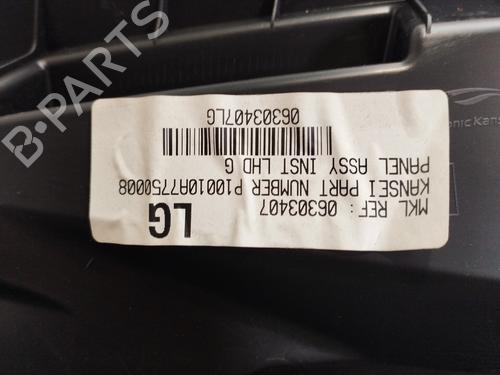 MKL REF: 06303407
KANSEI PART NUMBER P10010A7750008
PANEL ASSY INST LHD G
LG
06303407LG
B-PARTS